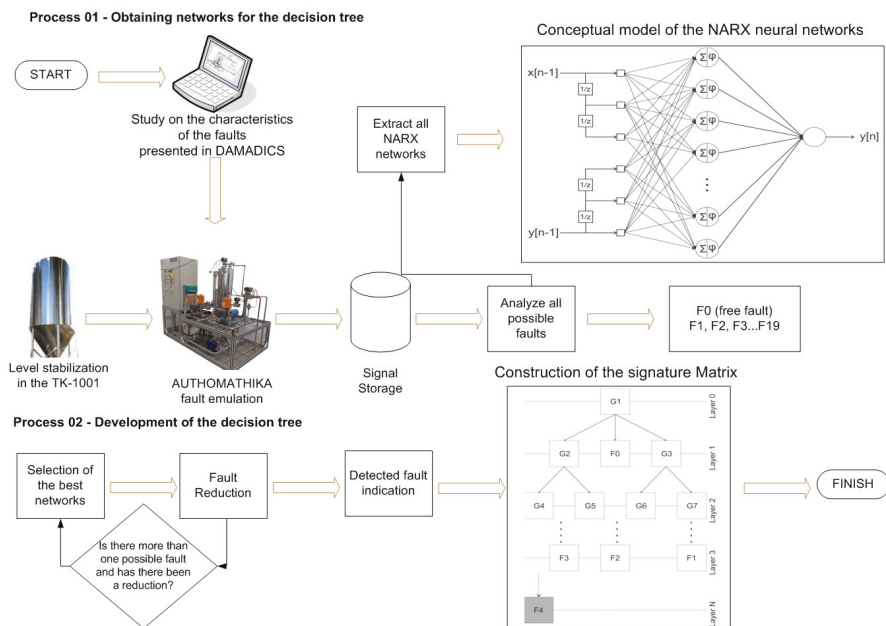 Process 01 - Obtaining networks for the decision tree
START
Study on the characteristics
of the faults
presented in DAMADICS
Extract all
NARX
networks
Conceptual model of the NARX neural networks
x[n-1]
1/z
1/z
1/z
1/z
y[n-1]
Σ φ
Σ φ
Σ φ
Σ φ
Σ φ
y[n]
Level stabilization
in the TK-1001
AUTHOMATHIKA
fault emulation
Signal
Storage
Analyze all
possible
faults
F0 (free fault)
F1, F2, F3...F19
Process 02 - Development of the decision tree
Selection of
the best
networks
Fault
Reduction
Is there more than
one possible fault
and has there been
a reduction?
Detected fault
indication
Construction of the signature Matrix
G1
Layer 0
G2
F0
G3
Layer 1
G4
G5
G6
G7
Layer 2
F3
F2
F1
Layer 3
F4
Layer N
FINISH